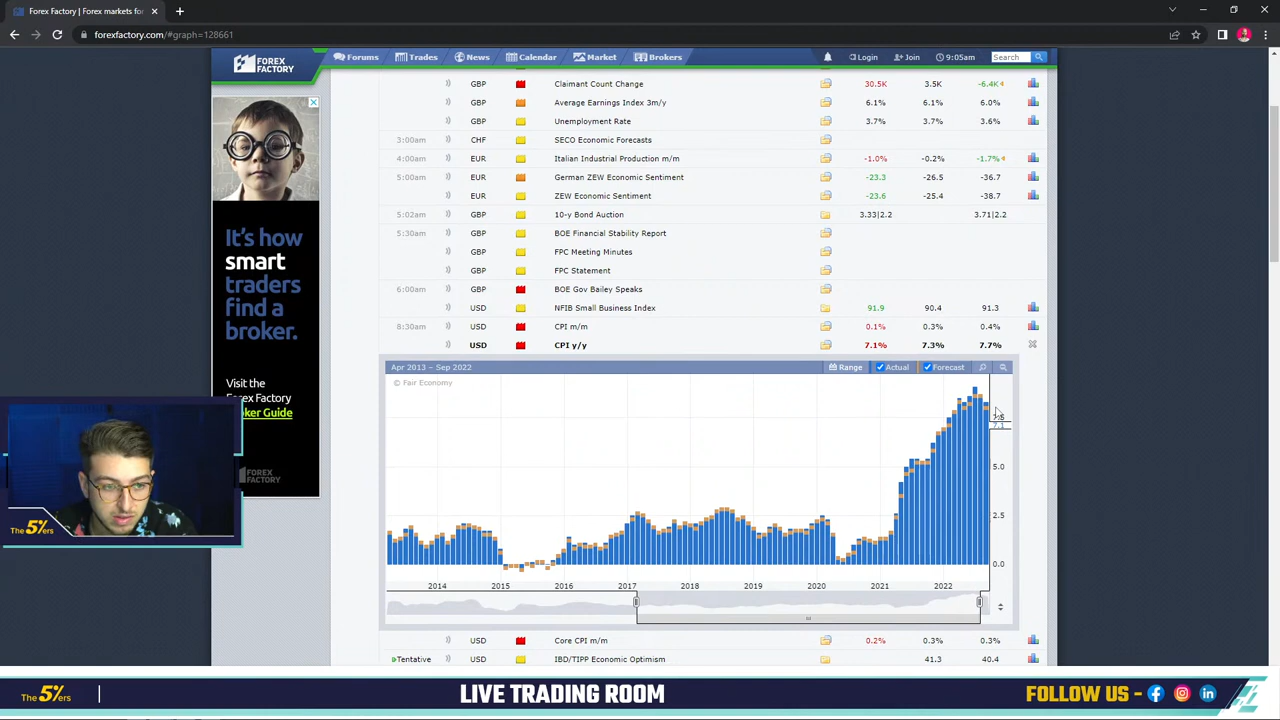 Forex Factory | Forex markets fo
forexfactory.com/#graph=128661
FOREX FACTORY
Forums
Trades
News
Calendar
Market
Brokers
Login
Join
9:05am
Search
GBP Claimant Count Change 30.5K 3.5K -6.4K
GBP Average Earnings Index 3m/y 6.1% 6.1% 6.0%
GBP Unemployment Rate 3.7% 3.7% 3.6%
3:00am CHF SECO Economic Forecasts
4:00am EUR Italian Industrial Production m/m -1.0% -0.2% -1.7%
5:00am EUR German ZEW Economic Sentiment -23.3 -26.5 -36.7
EUR ZEW Economic Sentiment -23.6 -25.4 -38.7
5:02am GBP 10-y Bond Auction 3.33|2.2 3.71|2.2
5:30am GBP BOE Financial Stability Report
GBP FPC Meeting Minutes
GBP FPC Statement
6:00am GBP BOE Gov Bailey Speaks
USD NFIB Small Business Index 91.9 90.4 91.3
8:30am USD CPI m/m 0.1% 0.3% 0.4%
USD CPI y/y 7.1% 7.3% 7.7%
Apr 2013 – Sep 2022 Range Actual Forecast
© Fair Economy
7.1
5.0
2.5
0.0
2014 2015 2016 2017 2018 2019 2020 2021 2022
USD Core CPI m/m 0.2% 0.3% 0.3%
Tentative USD IBD/TIPP Economic Optimism 41.3 40.4
It's how
smart
traders
find a
broker.
Visit the
Forex Factory
oker Guide
FOREX
FACTORY
The 5%ers
The 5%ers
LIVE TRADING ROOM
FOLLOW US -